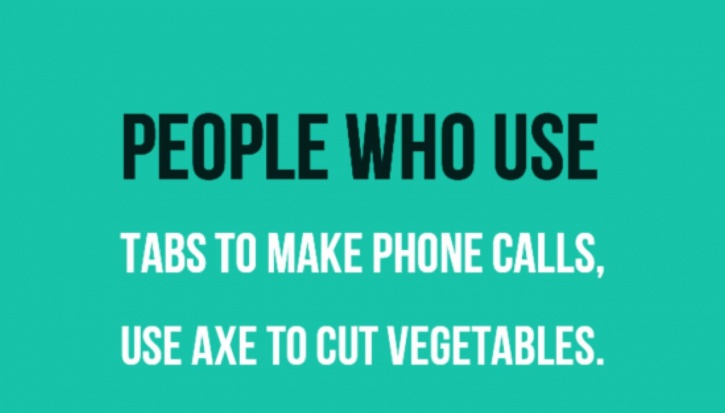 PEOPLE WHO USE
TABS TO MAKE PHONE CALLS,
USE AXE TO CUT VEGETABLES.